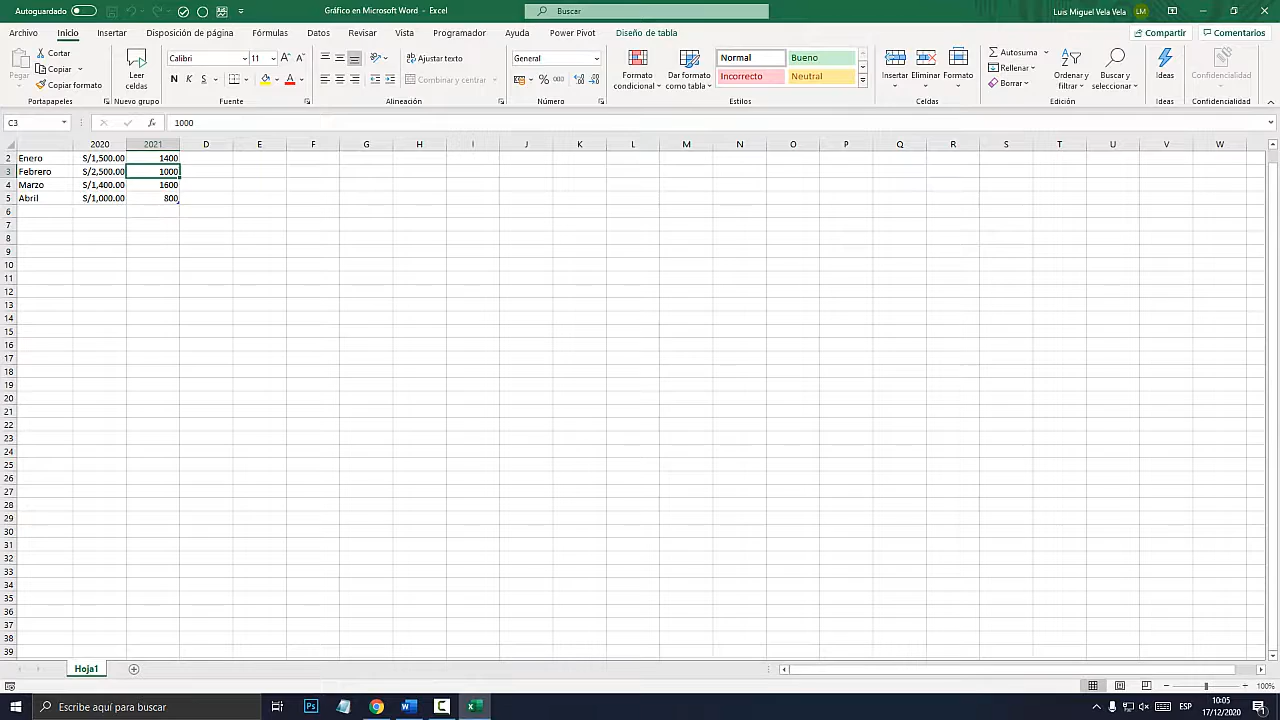 Autoguardado
Gráfico en Microsoft Word - Excel
Buscar
Luis Miguel Vela Vela
LM
Archivo
Inicio
Insertar
Disposición de página
Fórmulas
Datos
Revisar
Vista
Programador
Ayuda
Power Pivot
Diseño de tabla
Compartir
Comentarios
Pegar
Cortar
Copiar
Copiar formato
Portapapeles
Leer celdas
Nuevo grupo
Calibri
11
N K S
Fuente
Ajustar texto
Combinar y centrar
Alineación
General
% 000
Número
Formato condicional
Dar formato como tabla
Normal
Bueno
Incorrecto
Neutral
Estilos
Insertar
Eliminar
Formato
Celdas
Autosuma
Rellenar
Borrar
Ordenar y filtrar
Buscar y seleccionar
Edición
Ideas
Ideas
Confidencialidad
Confidencialidad
C3
fx
1000
2020 2021 D E F G H I J K L M N O P Q R S T U V W
2 Enero S/1,500.00 1400
3 Febrero S/2,500.00 1000
4 Marzo S/1,400.00 1600
5 Abril S/1,000.00 800
6
7
8
9
10
11
12
13
14
15
16
17
18
19
20
21
22
23
24
25
26
27
28
29
30
31
32
33
34
35
36
37
38
39
Hoja1
100%
Escribe aquí para buscar
ESP
10:05
17/12/2020